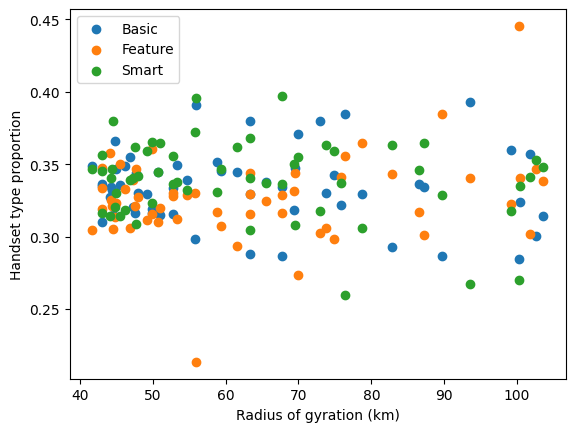 Basic
Feature
Smart
0.45
0.40
0.35
0.30
0.25
Handset type proportion
40 50 60 70 80 90 100
Radius of gyration (km)